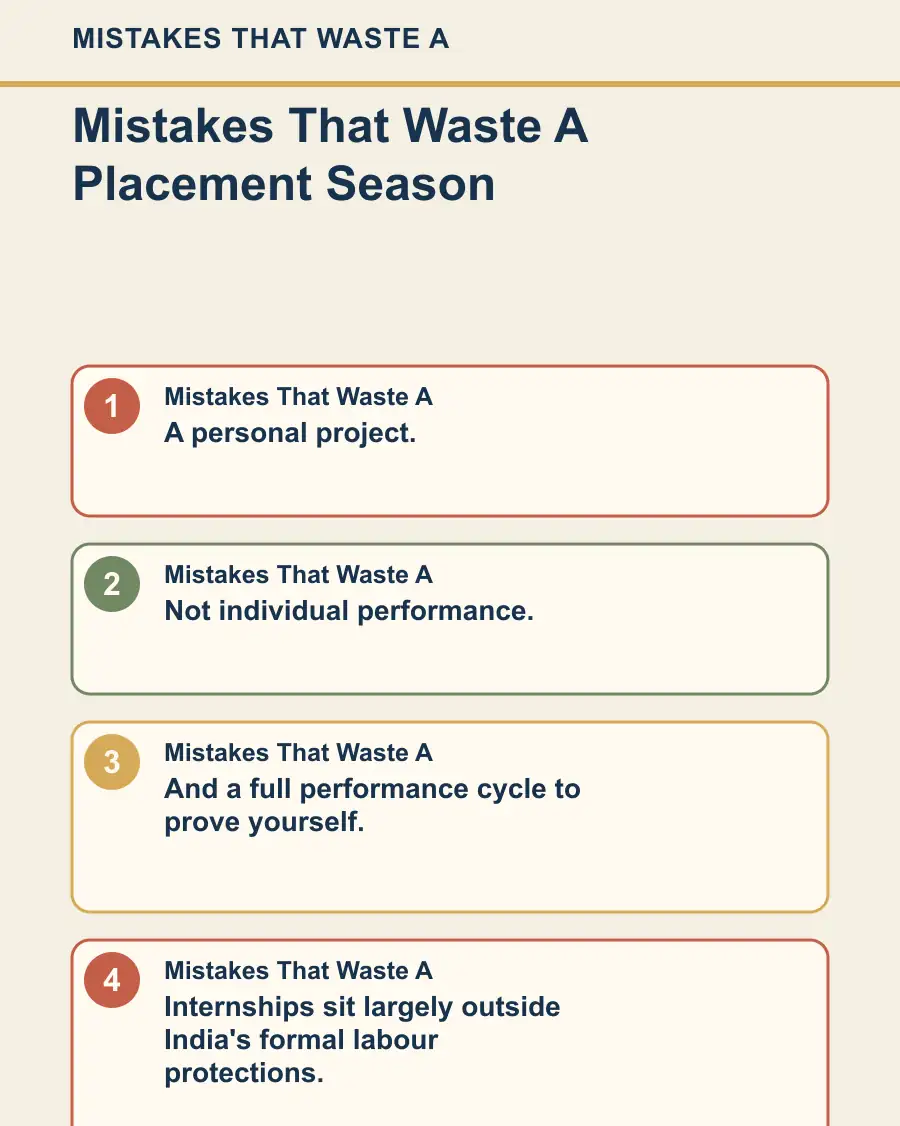 MISTAKES THAT WASTE A
Mistakes That Waste A
Placement Season
1
Mistakes That Waste A
A personal project.
2
Mistakes That Waste A
Not individual performance.
3
Mistakes That Waste A
And a full performance cycle to
prove yourself.
4
Mistakes That Waste A
Internships sit largely outside
India's formal labour
protections.